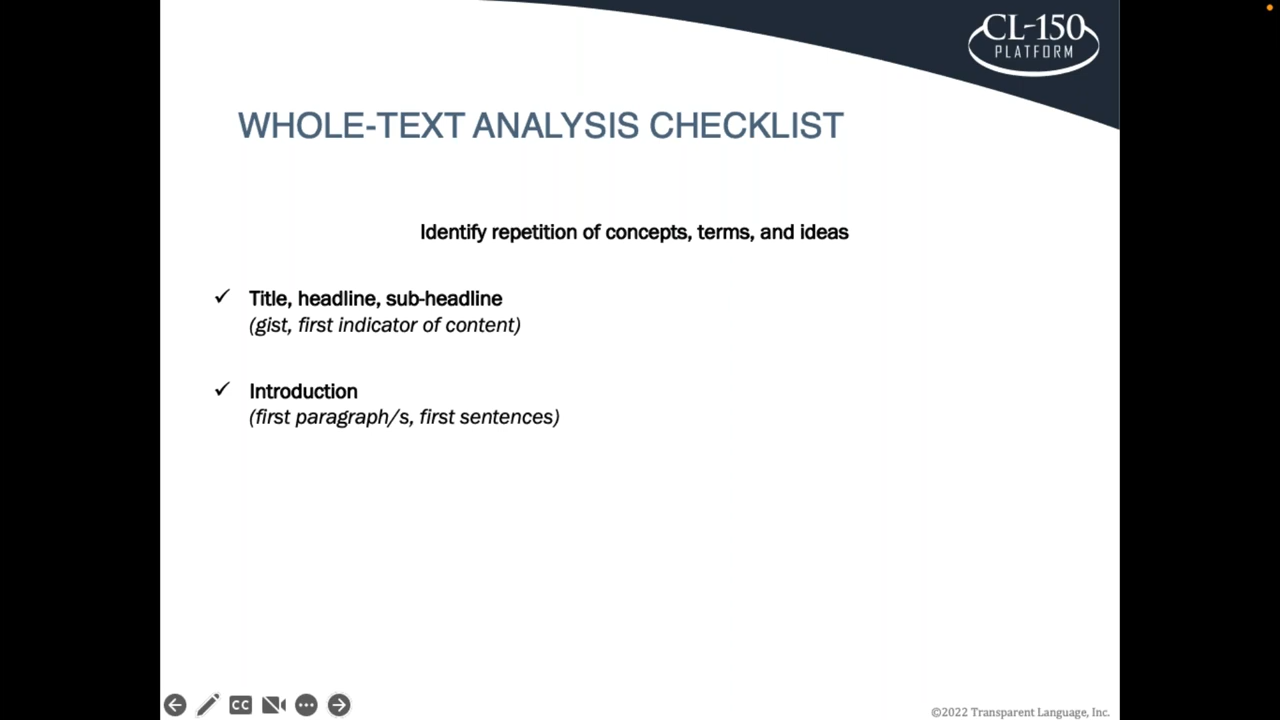 CL-150
PLATFORM
WHOLE-TEXT ANALYSIS CHECKLIST
Identify repetition of concepts, terms, and ideas
✓ Title, headline, sub-headline
(gist, first indicator of content)
✓ Introduction
(first paragraph/s, first sentences)
CC
©2022 Transparent Language, Inc.